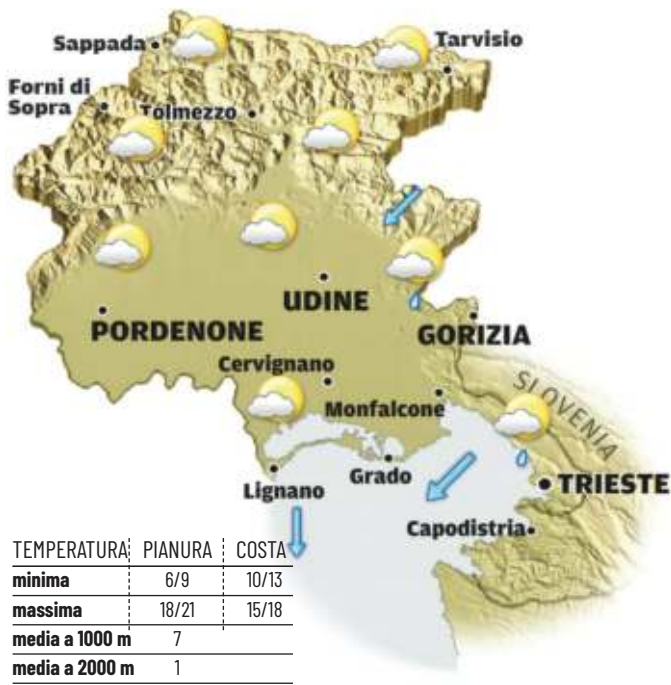 Sappada
Tarvisio
Forni di
Sopra
Tolmezzo
UDINE
PORDENONE
GORIZIA
Cervignano
SLOVENIA
Monfalcone
Grado
Lignano
TRIESTE
Capodistria
TEMPERATURA PIANURA COSTA
minima 6/9 10/13
massima 18/21 15/18
media a 1000 m 7
media a 2000 m 1